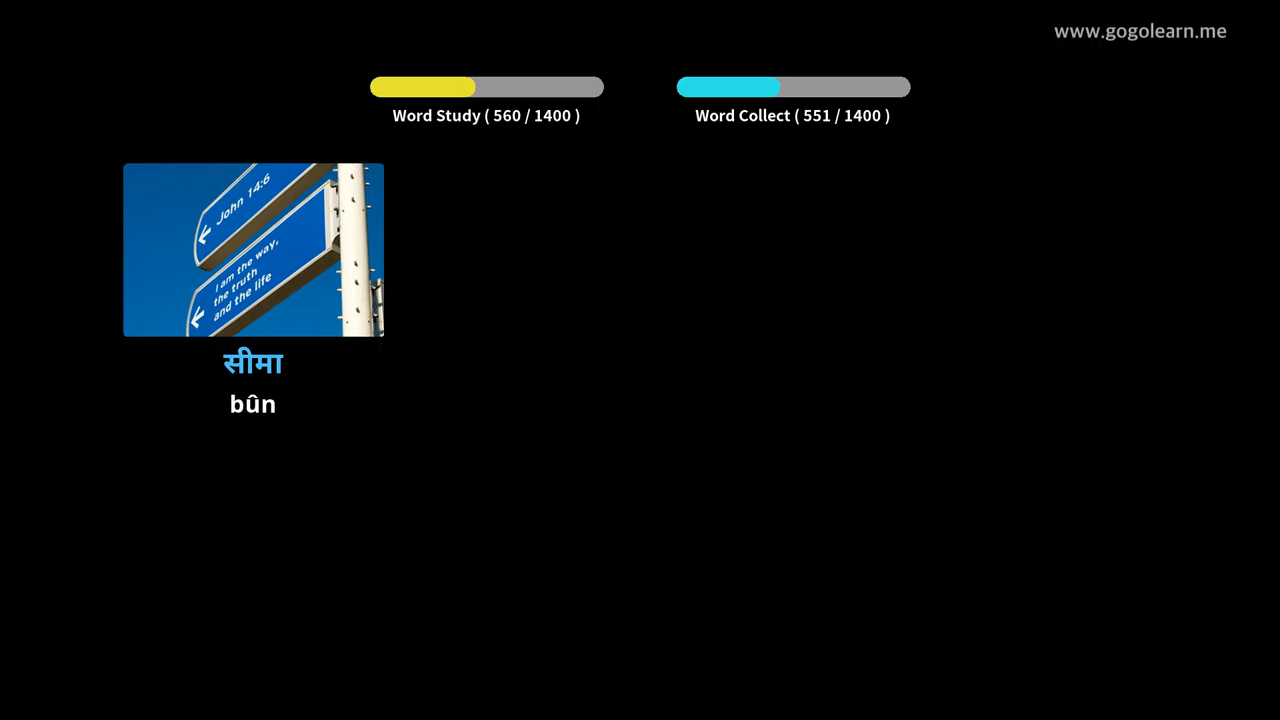 www.gogolearn.me
Word Study ( 560 / 1400 )
Word Collect ( 551 / 1400 )
John 14:6
I am the way,
the truth
and the life
सीमा
bûn